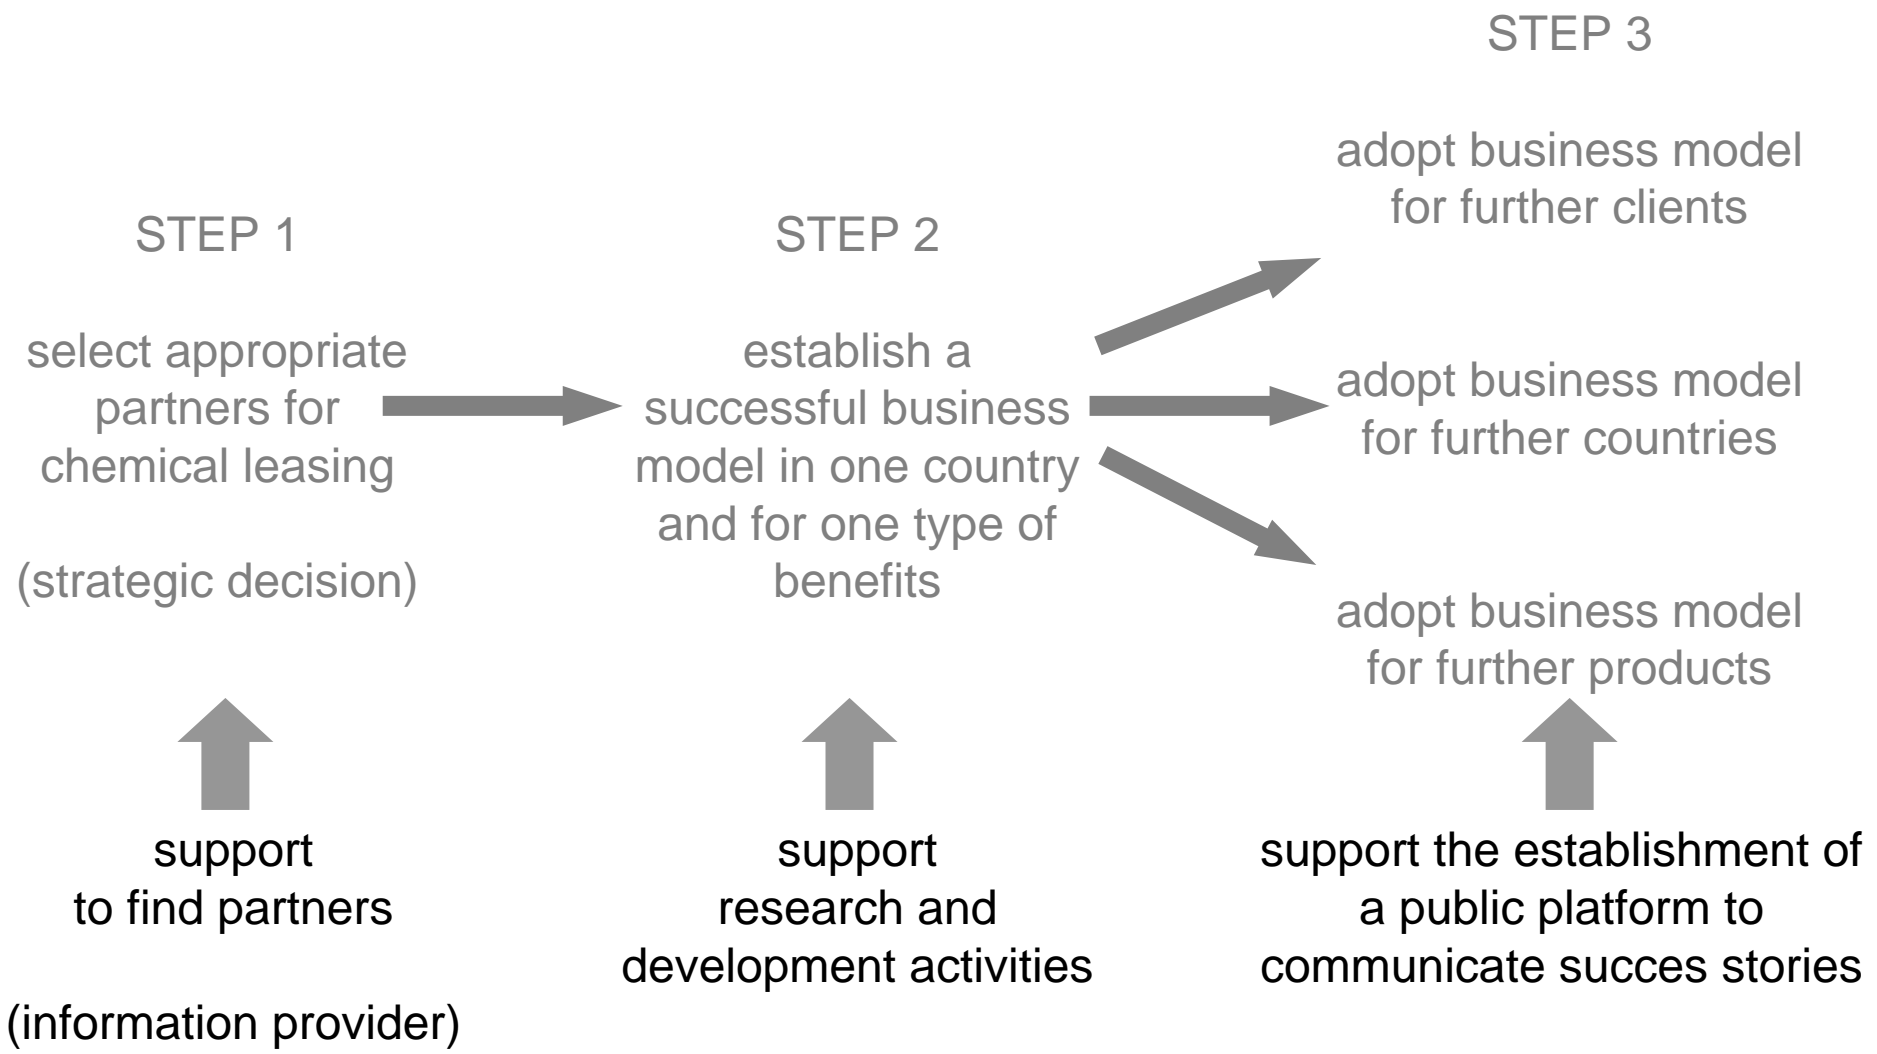 STEP 1
select appropriate
partners for
chemical leasing
(strategic decision)
support
to find partners
(information provider)
STEP 2
establish a
successful business
model in one country
and for one type of
benefits
support
research and
development activities
STEP 3
adopt business model
for further clients
adopt business model
for further countries
adopt business model
for further products
support the establishment of
a public platform to
communicate succes stories